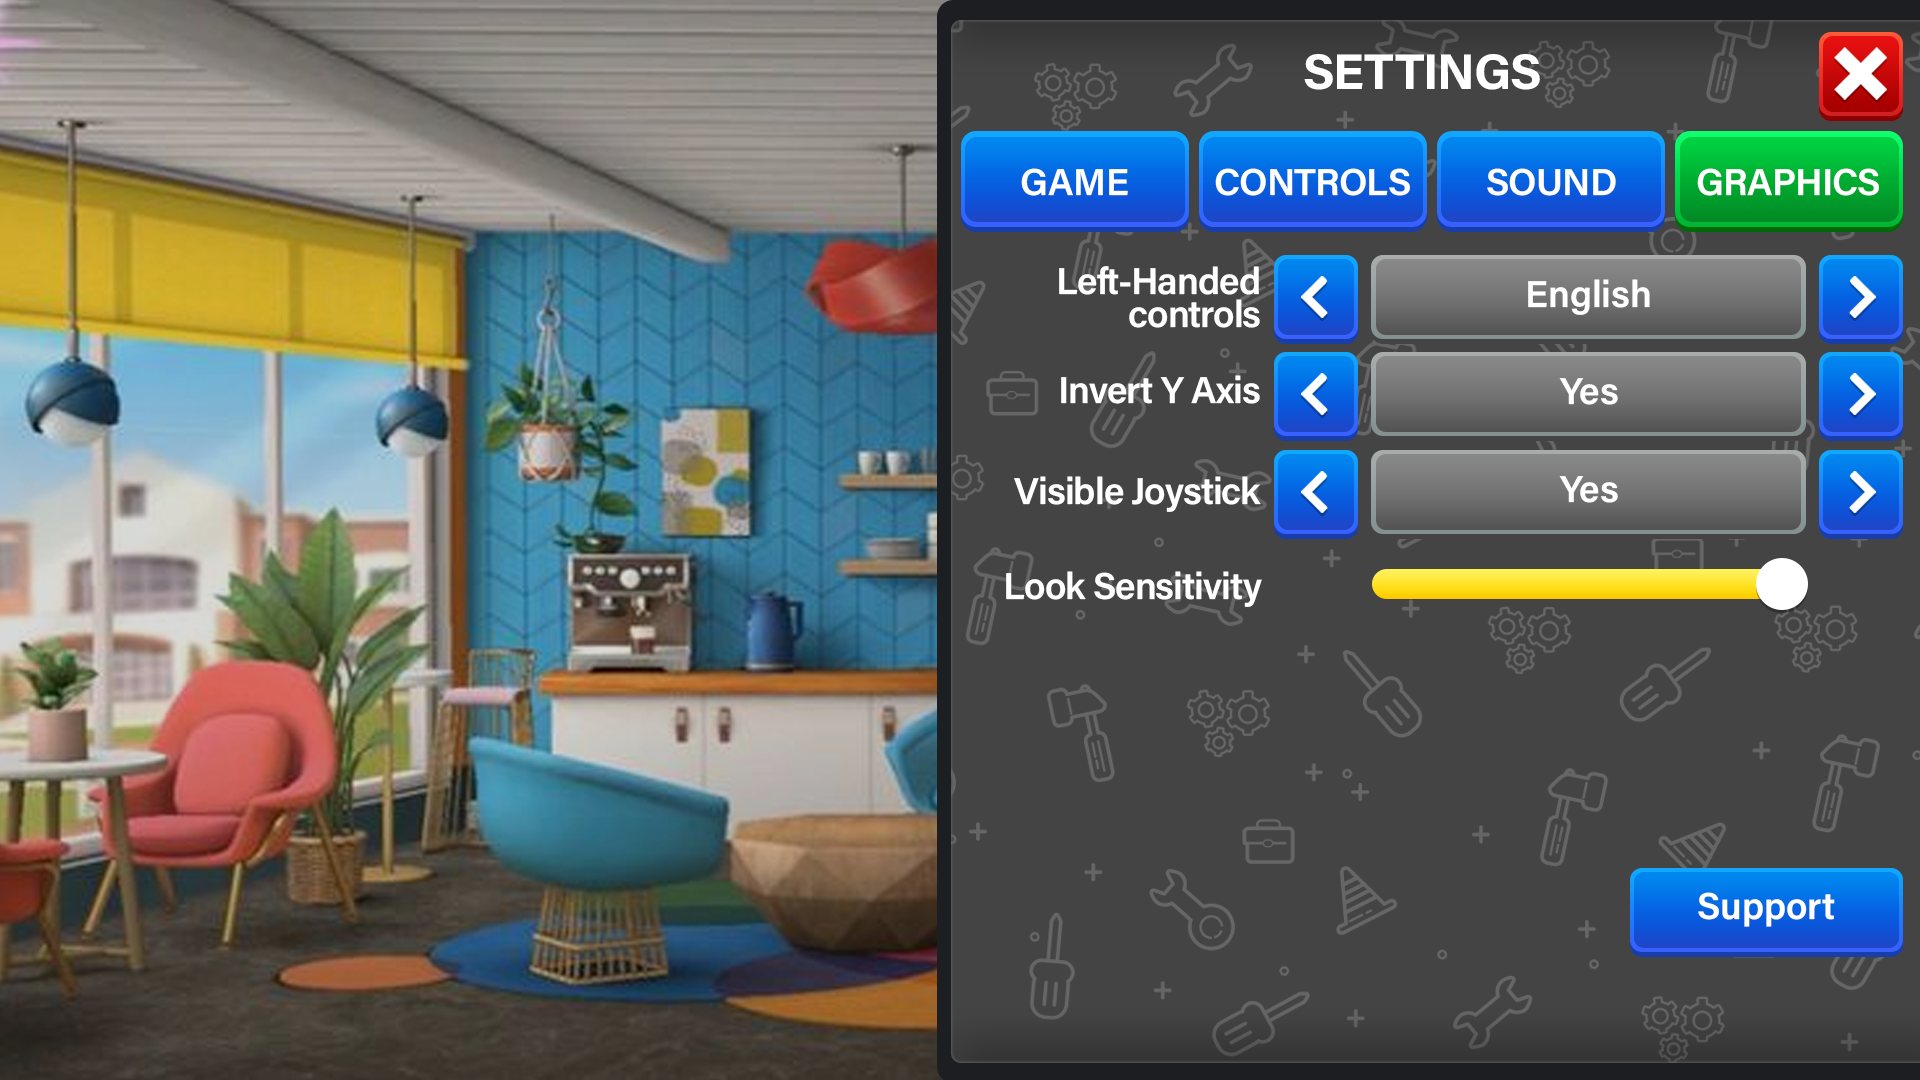 SETTINGS
GAME
CONTROLS
SOUND
GRAPHICS
Left-Handed
controls
English
Invert Y Axis
Yes
Visible Joystick
Yes
Look Sensitivity
Support